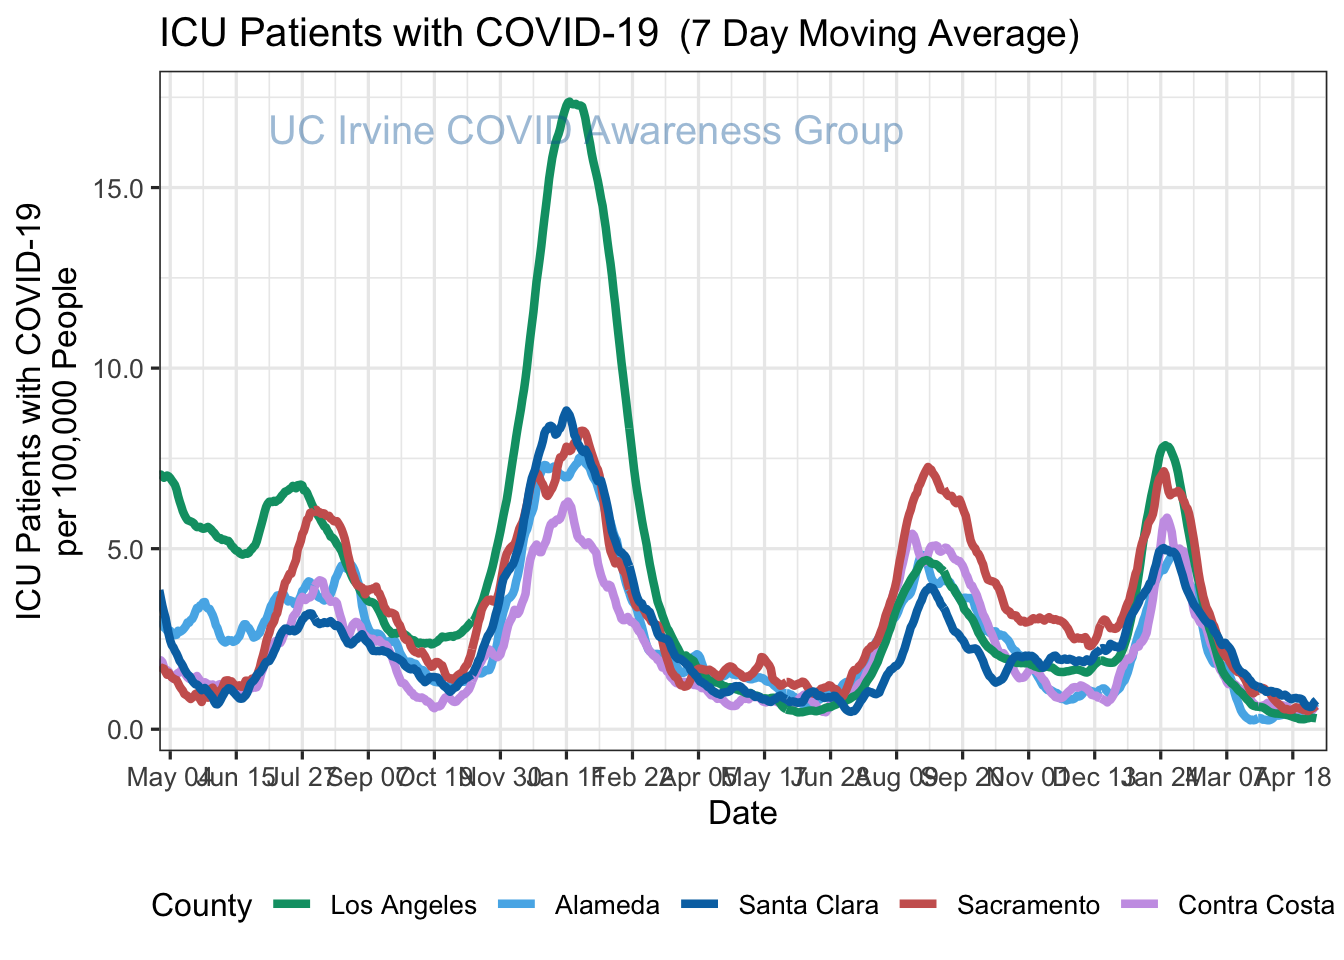 ICU Patients with COVID-19 (7 Day Moving Average)
UC Irvine COVID Awareness Group
ICU Patients with COVID-19
per 100,000 People
15.0
10.0
5.0
0.0
May 04 Jun 15 Jul 27 Sep 07 Oct 19 Nov 30 Jan 11 Feb 22 Apr 05 May 17 Jun 28 Aug 09 Sep 20 Nov 01 Dec 13 Jan 24 Mar 07 Apr 18
Date
County Los Angeles Alameda Santa Clara Sacramento Contra Costa